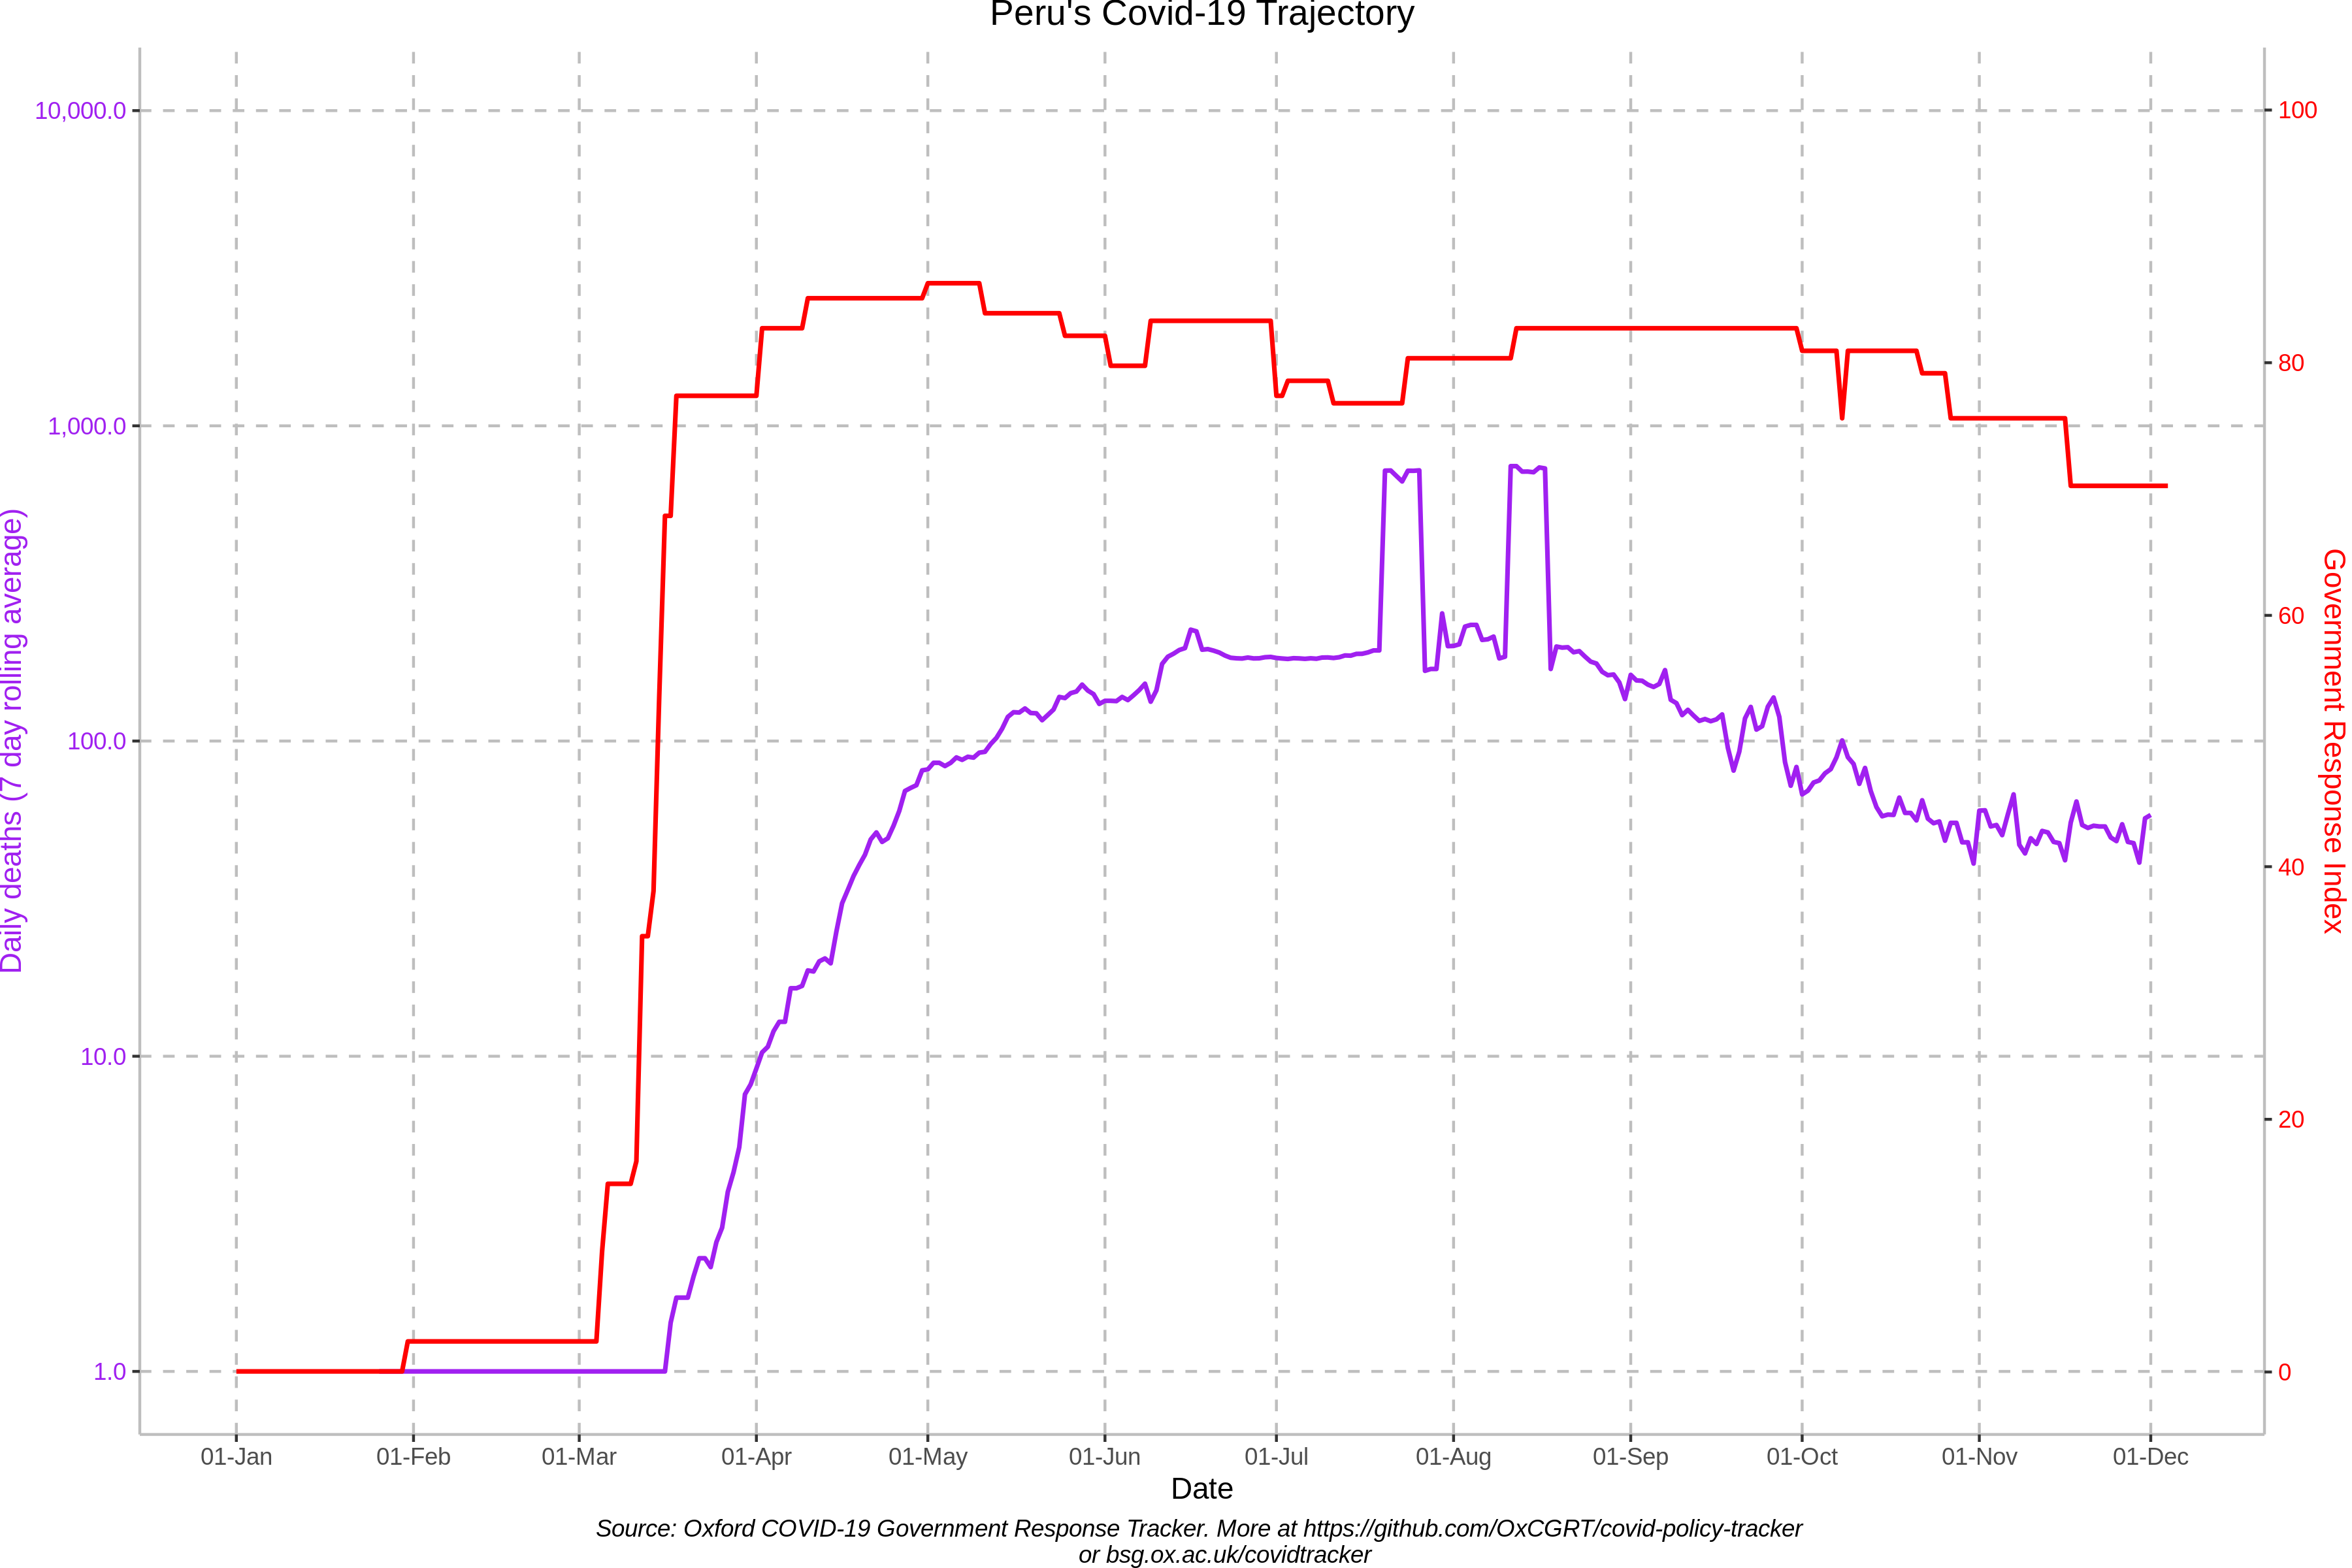 Peru's Covid-19 Trajectory
10,000.0
1,000.0
100.0
10.0
1.0
Daily deaths (7 day rolling average)
100
80
60
40
20
0
Government Response Index
01-Jan 01-Feb 01-Mar 01-Apr 01-May 01-Jun 01-Jul 01-Aug 01-Sep 01-Oct 01-Nov 01-Dec
Date
Source: Oxford COVID-19 Government Response Tracker. More at https://github.com/OxCGRT/covid-policy-tracker
or bsg.ox.ac.uk/covidtracker